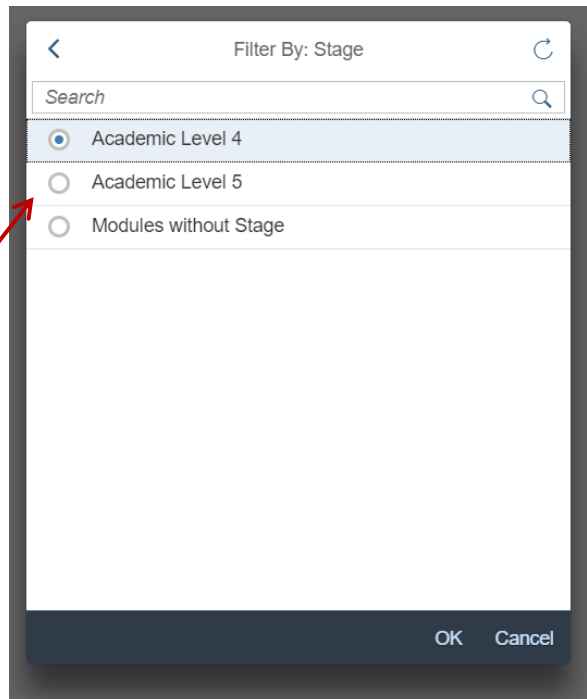 Filter By: Stage
Search
Academic Level 4
Academic Level 5
Modules without Stage
OK Cancel